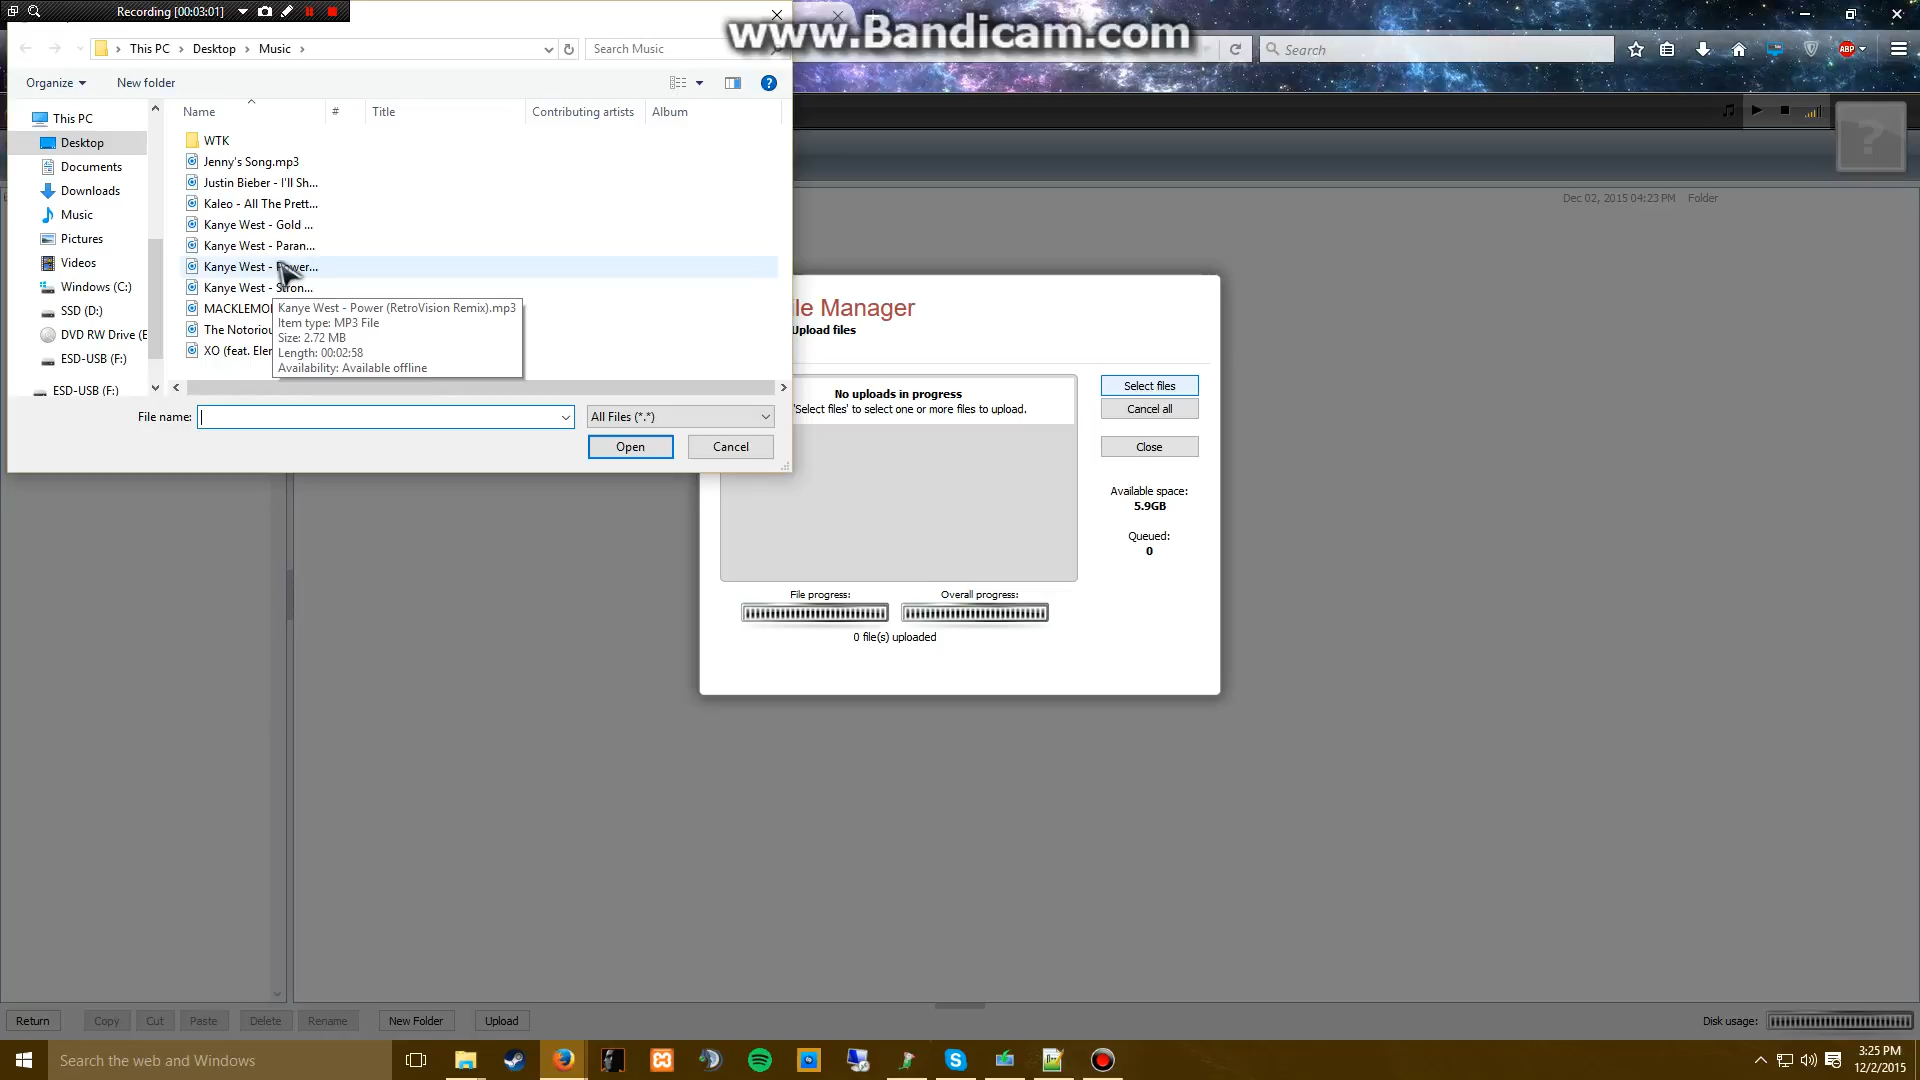 Recording [00:03:01]
www.Bandicam.com
This PC
Desktop
Music
Search Music
Search
ABP
Organize
New folder
Name
#
Title
Contributing artists
Album
This PC
Desktop
Documents
Downloads
Music
Pictures
Videos
Windows (C:)
SSD (D:)
DVD RW Drive (E
ESD-USB (F:)
ESD-USB (F:)
WTK
Jenny's Song.mp3
Justin Bieber - I'll Sh...
Kaleo - All The Prett...
Kanye West - Gold ...
Kanye West - Paran...
Kanye West - Power...
Kanye West - Stron...
MACKLEMO
The Notoriou
XO (feat. Eler
Kanye West - Power (RetroVision Remix).mp3
Item type: MP3 File
Size: 2.72 MB
Length: 00:02:58
Availability: Available offline
File name:
All Files (*.*)
Open
Cancel
Dec 02, 2015 04:23 PM
Folder
le Manager
Upload files
No uploads in progress
'Select files' to select one or more files to upload.
Select files
Cancel all
Close
Available space:
5.9GB
Queued:
0
File progress:
Overall progress:
0 file(s) uploaded
Return
Copy
Cut
Paste
Delete
Rename
New Folder
Upload
Disk usage:
Search the web and Windows
3:25 PM
12/2/2015